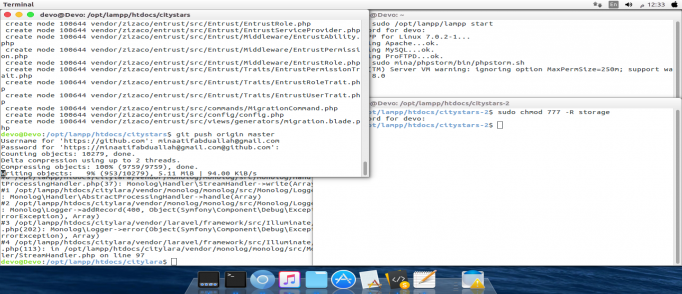 Terminal
En
12:33
devo@Devo: /opt/lampp/htdocs/citystars
create mode 100644 vendor/zizaco/entrust/src/Entrust/EntrustRole.php
create mode 100644 vendor/zizaco/entrust/src/Entrust/EntrustServiceProvider.php
create mode 100644 vendor/zizaco/entrust/src/Entrust/Middleware/EntrustAbility.
php
create mode 100644 vendor/zizaco/entrust/src/Entrust/Middleware/EntrustPermissi
on.php
create mode 100644 vendor/zizaco/entrust/src/Entrust/Middleware/EntrustRole.php
create mode 100644 vendor/zizaco/entrust/src/Entrust/Traits/EntrustPermissionTr
ait.php
create mode 100644 vendor/zizaco/entrust/src/Entrust/Traits/EntrustRoleTrait.ph
p
create mode 100644 vendor/zizaco/entrust/src/Entrust/Traits/EntrustUserTrait.php
create mode 100644 vendor/zizaco/entrust/src/commands/MigrationCommand.php
create mode 100644 vendor/zizaco/entrust/src/config/config.php
create mode 100644 vendor/zizaco/entrust/src/views/generators/migration.blade.p
hp
devo@Devo:/opt/lampp/htdocs/citystars$ git push origin master
Username for 'https://github.com': minaatifabduallah@gmail.com
Password for 'https://minaatifabduallah@gmail.com@github.com':
Counting objects: 10279, done.
Delta compression using up to 2 threads.
Compressing objects: 100% (9759/9759), done.
Writing objects:   9% (953/10279), 5.11 MiB | 94.00 KiB/s
tProcessingHandler.php(37): Monolog\Handler\StreamHandler->write(Array)
#1 /opt/lampp/htdocs/citylara/vendor/monolog/monolog/src/Monolog/Logg
: Monolog\Handler\AbstractProcessingHandler->handle(Array)
#2 /opt/lampp/htdocs/citylara/vendor/monolog/monolog/src/Monolog/Logg
: Monolog\Logger->addRecord(400, Object(Symfony\Component\Debug\Excep
rrorException), Array)
#3 /opt/lampp/htdocs/citylara/vendor/laravel/framework/src/Illuminate
.php(202): Monolog\Logger->error(Object(Symfony\Component\Debug\Excep
rrorException), Array)
#4 /opt/lampp/htdocs/citylara/vendor/laravel/framework/src/Illuminate
.php(113): in /opt/lampp/htdocs/citylara/vendor/monolog/monolog/src/M
ler/StreamHandler.php on line 97
devo@Devo:/opt/lampp/htdocs/citylara$
devo@Devo: ~
sudo /opt/lampp/lampp start
ord for devo:
PP for Linux 7.0.2-1...
ing Apache...ok.
ing MySQL...ok.
ing ProFTPD...ok.
sudo Mina/phpstorm/bin/phpstorm.sh
(TM) Server VM warning: ignoring option MaxPermSize=250m; support wa
8.0
devo@Devo: /opt/lampp/htdocs/citystars-2
htdocs/citystars-2$ sudo chmod 777 -R storage
ord for devo:
htdocs/citystars-2$